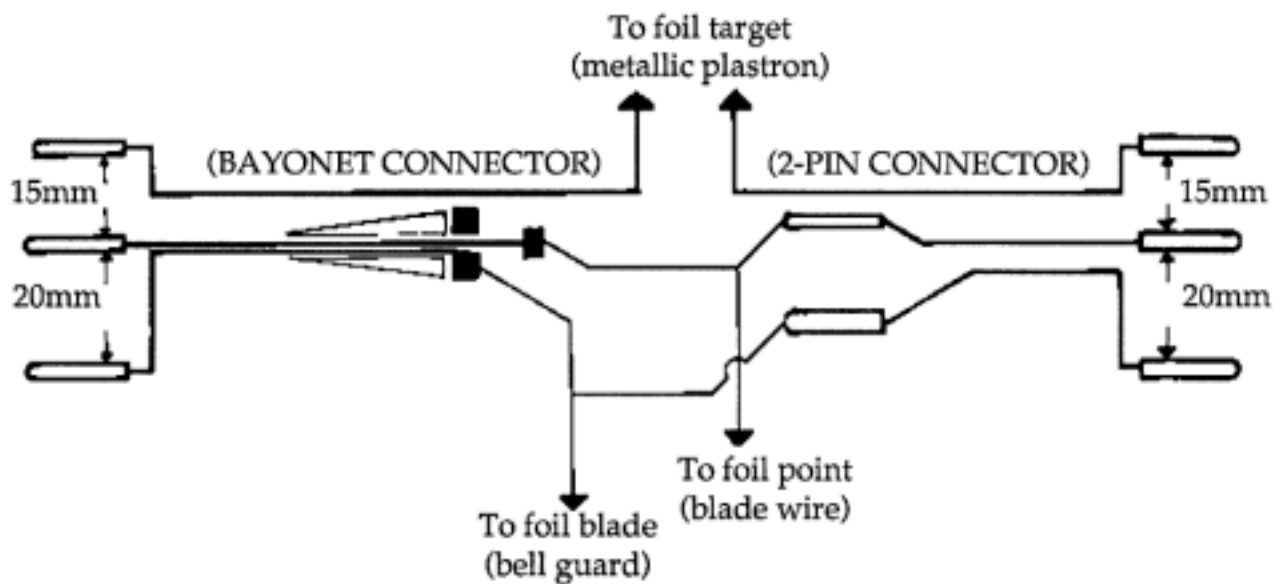 To foil target
(metallic plastron)
(BAYONET CONNECTOR)
(2-PIN CONNECTOR)
15mm
15mm
20mm
20mm
To foil point
(blade wire)
To foil blade
(bell guard)